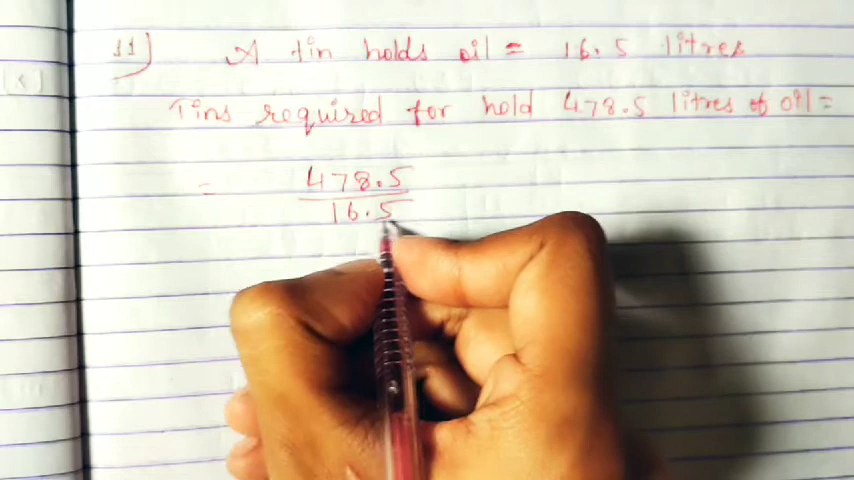 11) A tin holds oil = 16.5 litres
Tins required for hold 478.5 litres of oil =
= 478.5
16.5